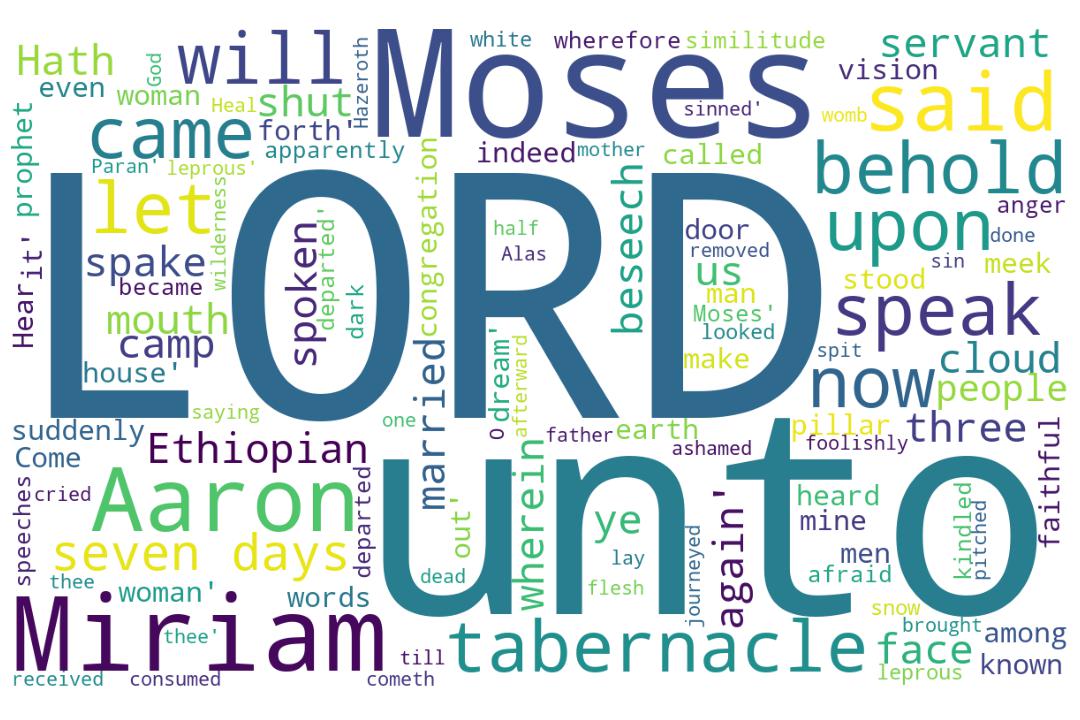 Moses
white
wherefore
similitude
servant
Hath
God
will
Hazeroth
vision
even
woman
Heal
shut
sinned'
womb
said
came
forth'
apparently
indeed
mother
called
behold
Paran'
leprous'
prophet
LORD
let
wilderness
congregation
half
Alas
beseech
door
removed
upon
anger
done
sin
meek
spake
became
spoken
departed'
dark
us
man
Moses'
looked
make
stood
speak
Hear
it'
mouth
camp
house'
spit
cloud
now
people
saying
one
married
O
dream'
afterward
father
earth
ashamed
pillar
foolishly
three
faithful
suddenly
Come
Ethiopian
unto
speeches
cried
Aaron
departed
out'
wherein
ye
again'
heard
mine
men
afraid
kindled
pitched
seven days
thee
woman'
words
dead
lay
flesh
journeyed
snow
brought
among
Miriam
thee'
till
tabernacle
face
leprous
known
received
consumed
cometh